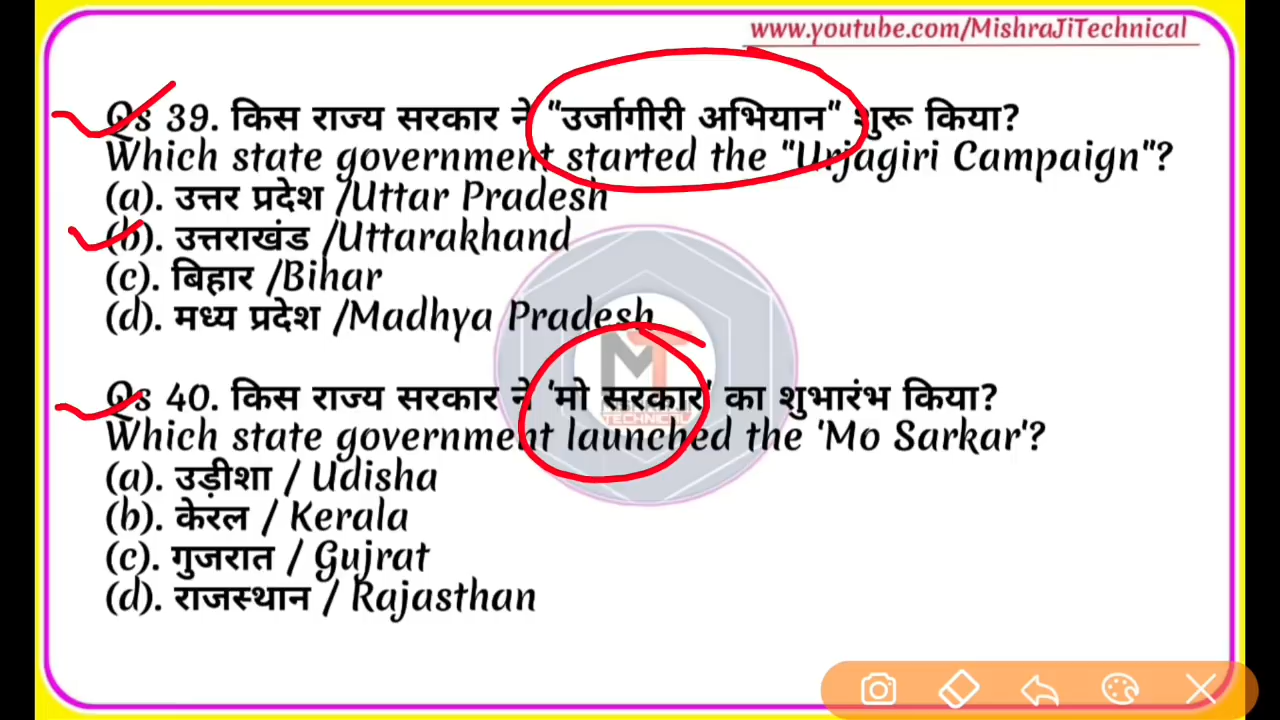 www.youtube.com/MishraJiTechnical
Qs 39. किस राज्य सरकार ने "उर्जागीरी अभियान" शुरू किया?
Which state government started the "Urjagiri Campaign"?
(a). उत्तर प्रदेश /Uttar Pradesh
(b). उत्तराखंड /Uttarakhand
(c). बिहार /Bihar
(d). मध्य प्रदेश /Madhya Pradesh
MT
Qs 40. किस राज्य सरकार ने 'मो सरकार' का शुभारंभ किया?
TECHNICAL
Which state government launched the 'Mo Sarkar'?
(a). उड़ीशा / Udisha
(b). केरल / Kerala
(c). गुजरात / Gujrat
(d). राजस्थान / Rajasthan